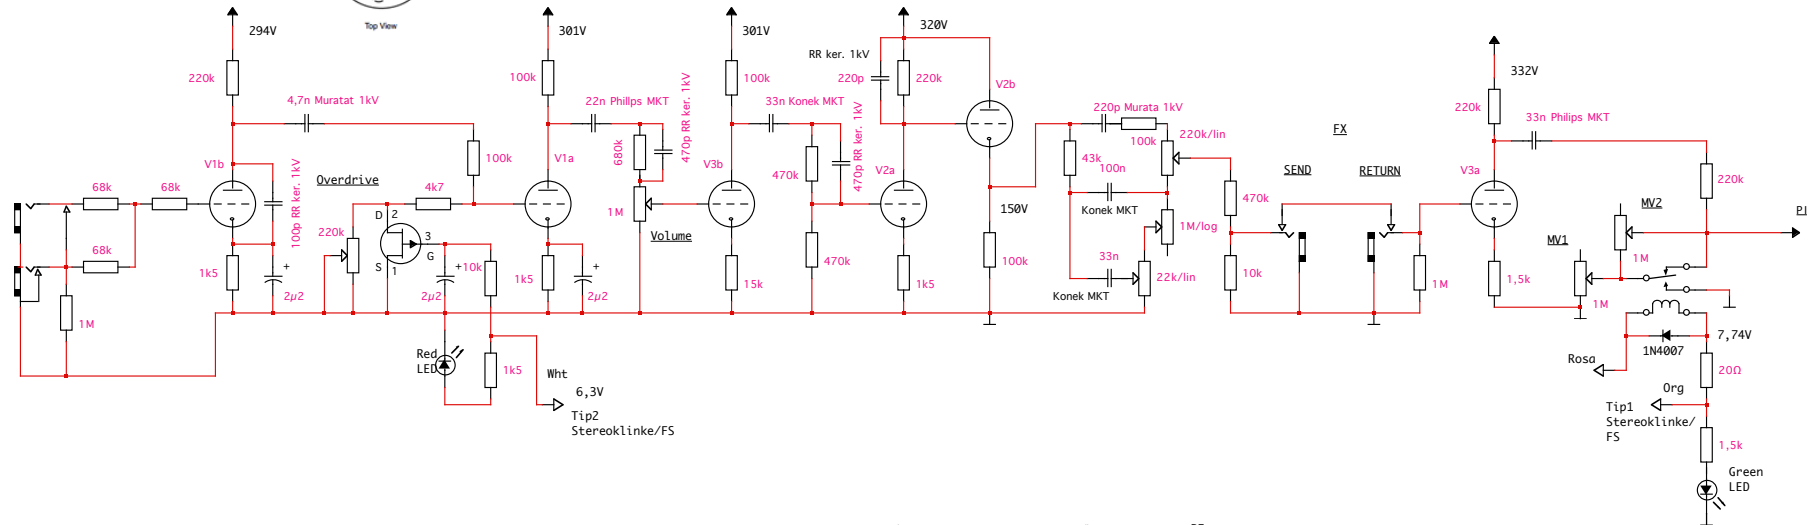 Top View
294V
301V
301V
320V
332V
RR ker. 1kV
220k
100k
100k
220p
220k
V2b
220k
4,7n Muratat 1kV
22n Phillps MKT
470p RR ker. 1kV
33n Konek MKT
470p RR ker. 1kV
220p Murata 1kV
220k/lin
100k
FX
33n Philips MKT
V1b
100p RR ker. 1kV
100k
V1a
680k
V3b
470k
V2a
43k
100n
V3a
68k
68k
Overdrive
4k7
SEND
RETURN
220k
D
2
220k
3
G
S
1
1M
Volume
150V
Konek MKT
1M/log
470k
MV2
PI
68k
1k5
2µ2
+
10k
+
2µ2
1k5
+
2µ2
15k
470k
1k5
100k
33n
22k/lin
Konek MKT
10k
1M
1,5k
MV1
1M
1M
1M
7,74V
1N4007
Red
LED
1k5
Wht
6,3V
Tip2
Stereoklinke/FS
Rosa
20Ω
Org
Tip1
Stereoklinke/
FS
1,5k
Green
LED